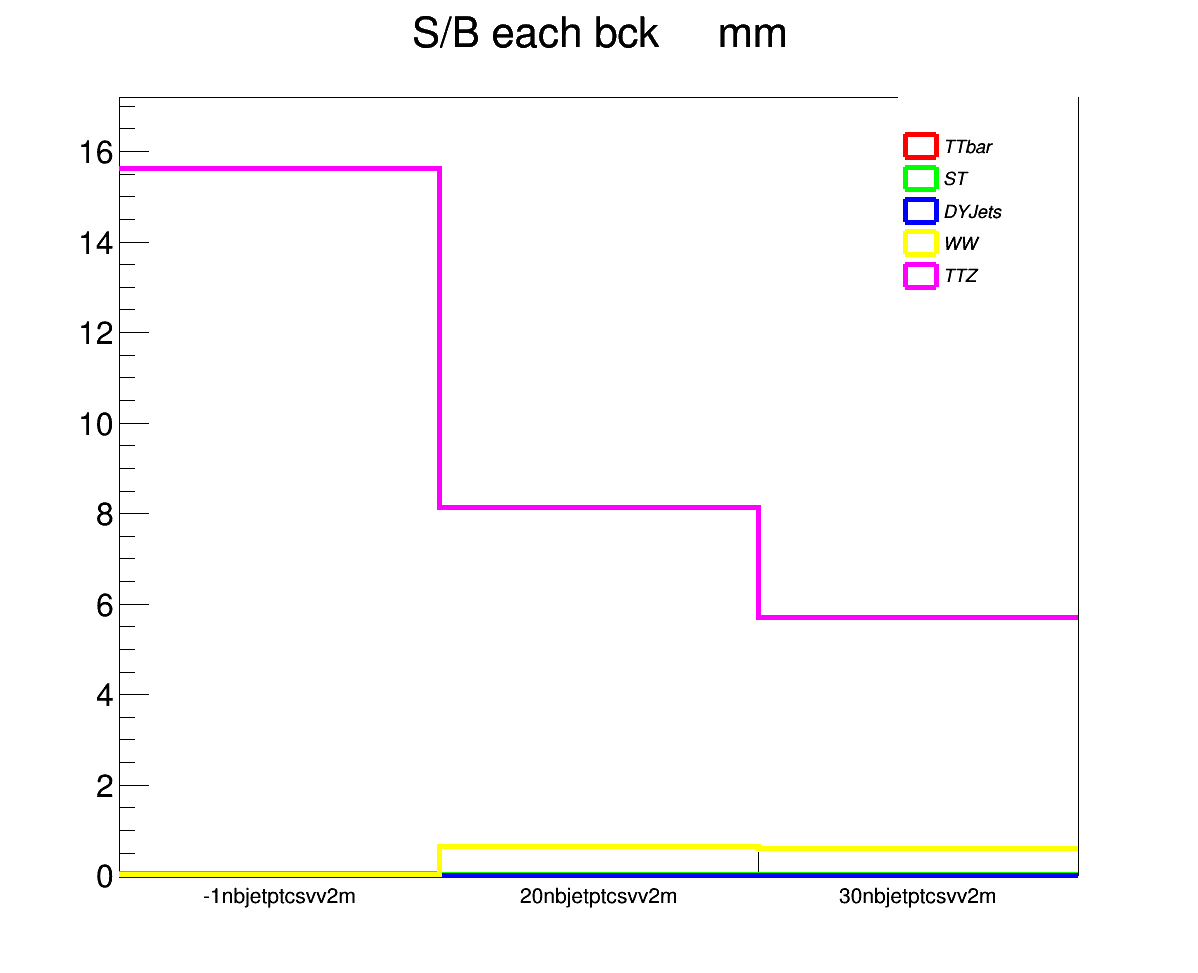 S/B each bck mm
16
14
12
10
8
6
4
2
0
TTbar
ST
DYJets
WW
TTZ
-1nbjetptcsvv2m 20nbjetptcsvv2m 30nbjetptcsvv2m